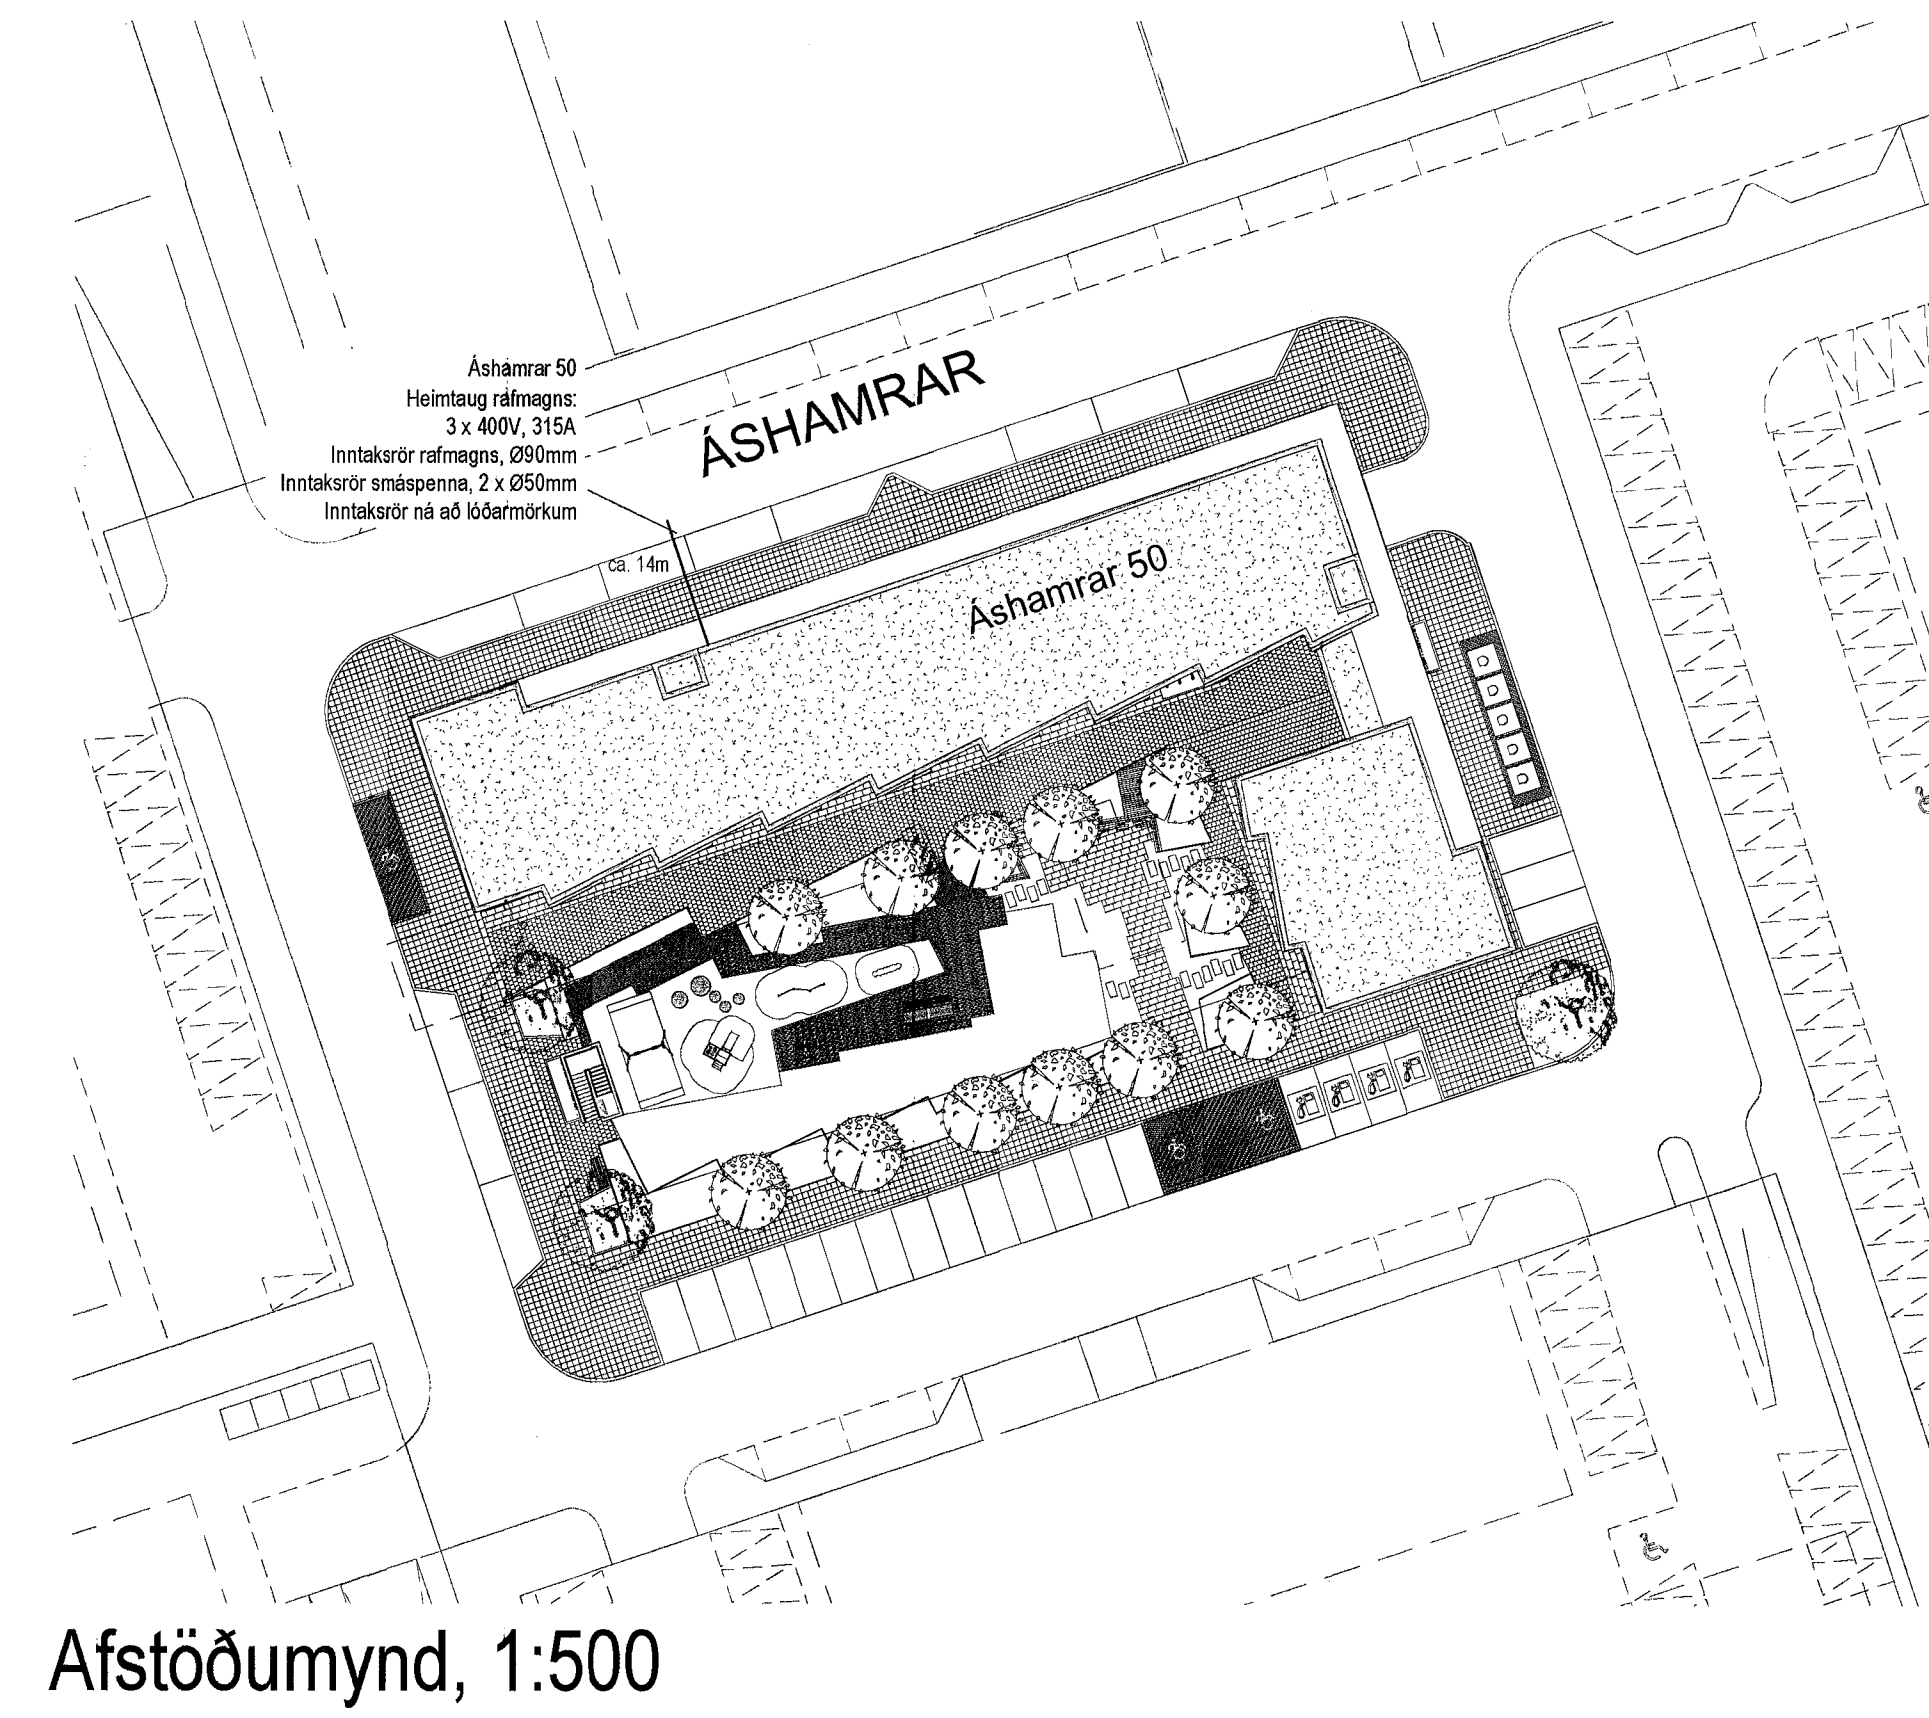 Áshamrar 50
Heimtaug rafmagns:
3 x 400V, 315A
Inntaksrör rafmagns, Ø90mm
Inntaksrör smáspenna, 2 x Ø50mm
Inntaksrör ná að lóðarmörkum
ÁSHAMRAR
ca. 14m
Áshamrar 50
Afstöðumynd, 1:500